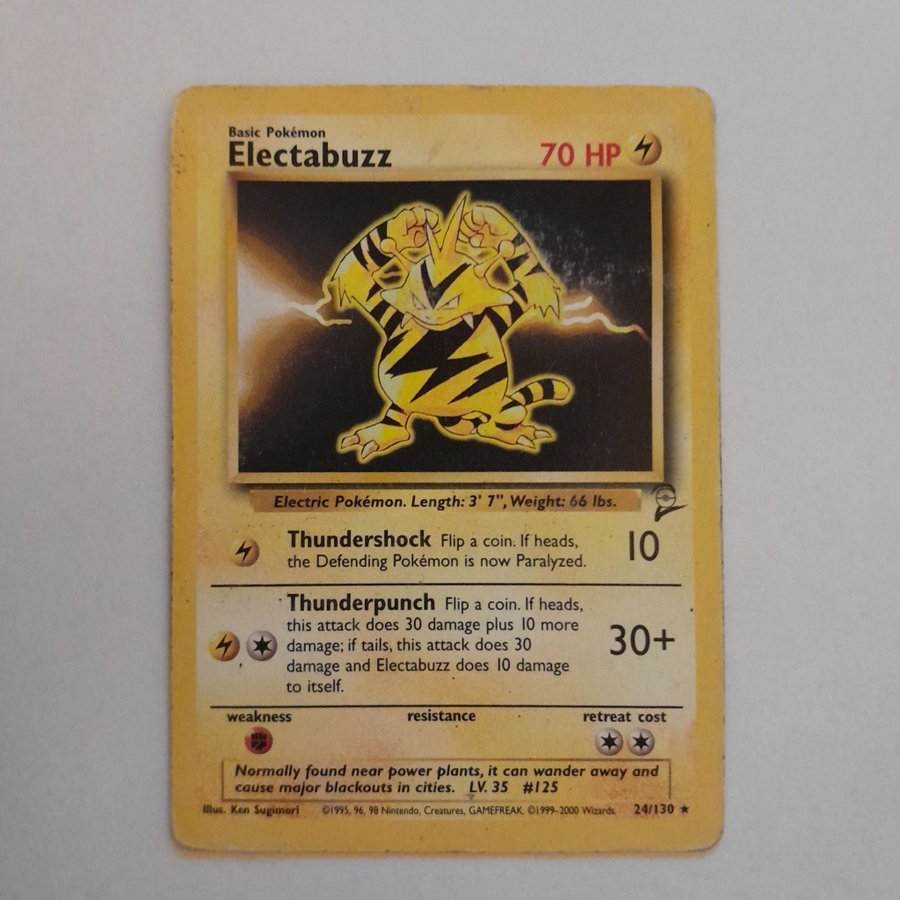 Basic Pokémon
Electabuzz 70 HP
Electric Pokémon. Length: 3' 7", Weight: 66 lbs.
Thundershock Flip a coin. If heads,
the Defending Pokémon is now Paralyzed.
10
Thunderpunch Flip a coin. If heads,
this attack does 30 damage plus 10 more
damage; if tails, this attack does 30
damage and Electabuzz does 10 damage
to itself.
30+
weakness resistance retreat cost
Normally found near power plants, it can wander away and
cause major blackouts in cities. LV. 35 #125
Illus. Ken Sugimori ©1995, 96, 98 Nintendo, Creatures, GAMEFREAK. ©1999-2000 Wizards. 24/130 ★